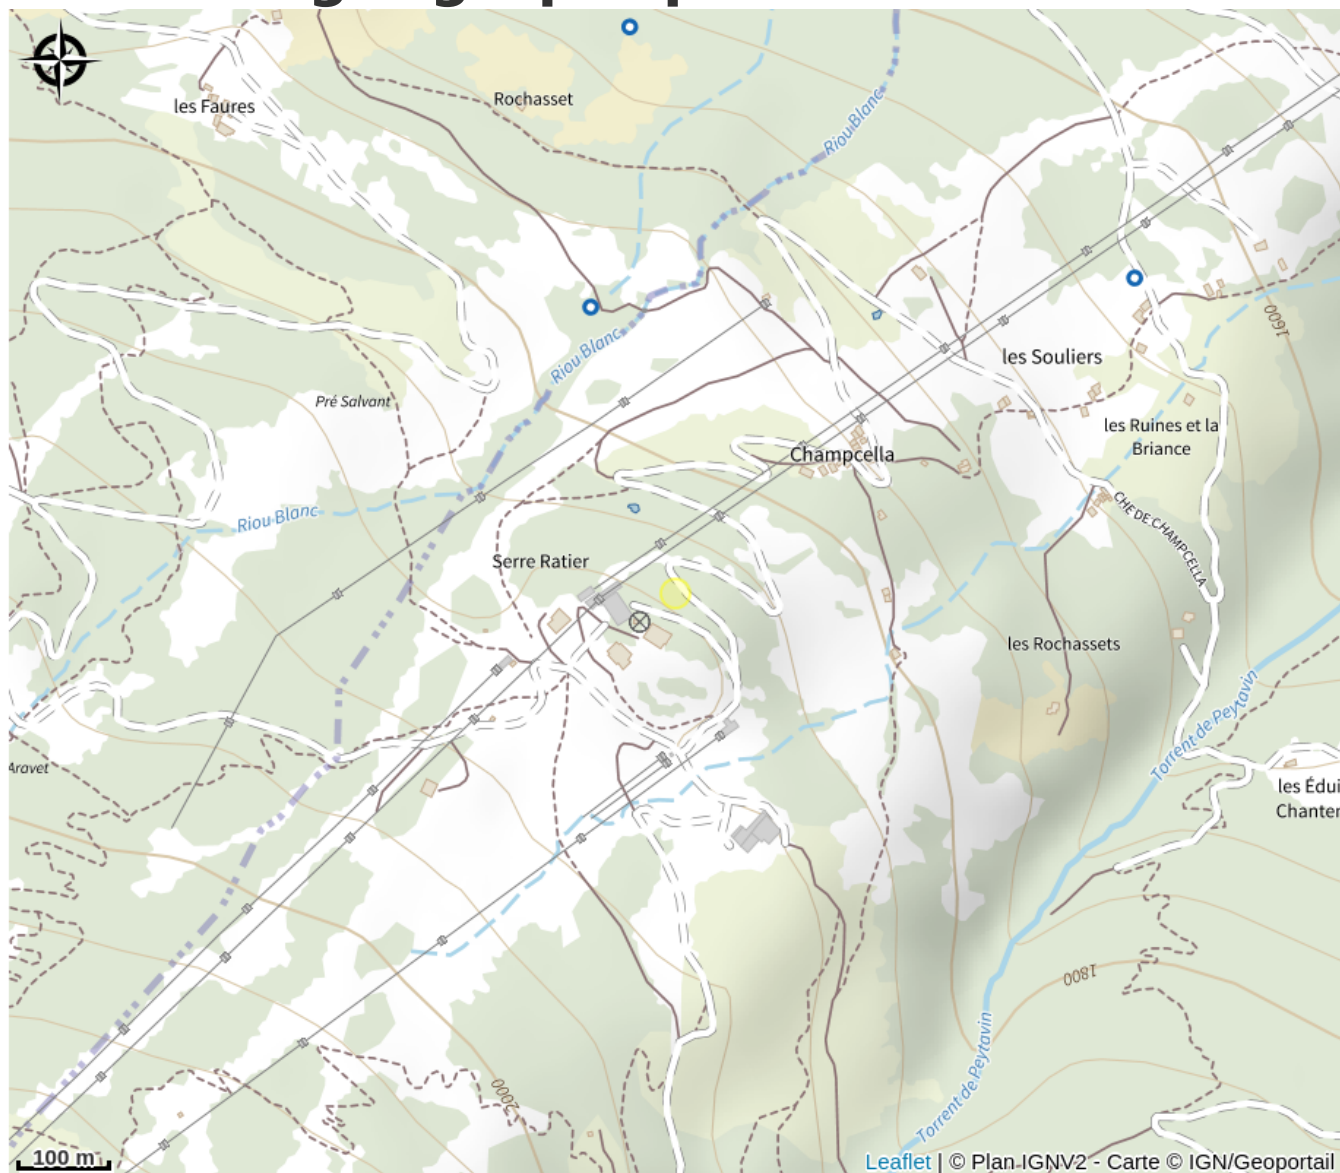 les Faures
Rochasset
Riou Blanc
Riou Blanc
les Souliers
1600
Pré Salvant
les Ruines et la
Briance
Champcella
CHE DE CHAMPCELLA
Riou Blanc
Serre Ratier
les Rochassets
Torrent de Peytavin
Aravet
les Édui
Chanter
1800
2000
Torrent de Peytavin
100 m
Leaflet | © Plan IGNV2 - Carte © IGN/Geoportail